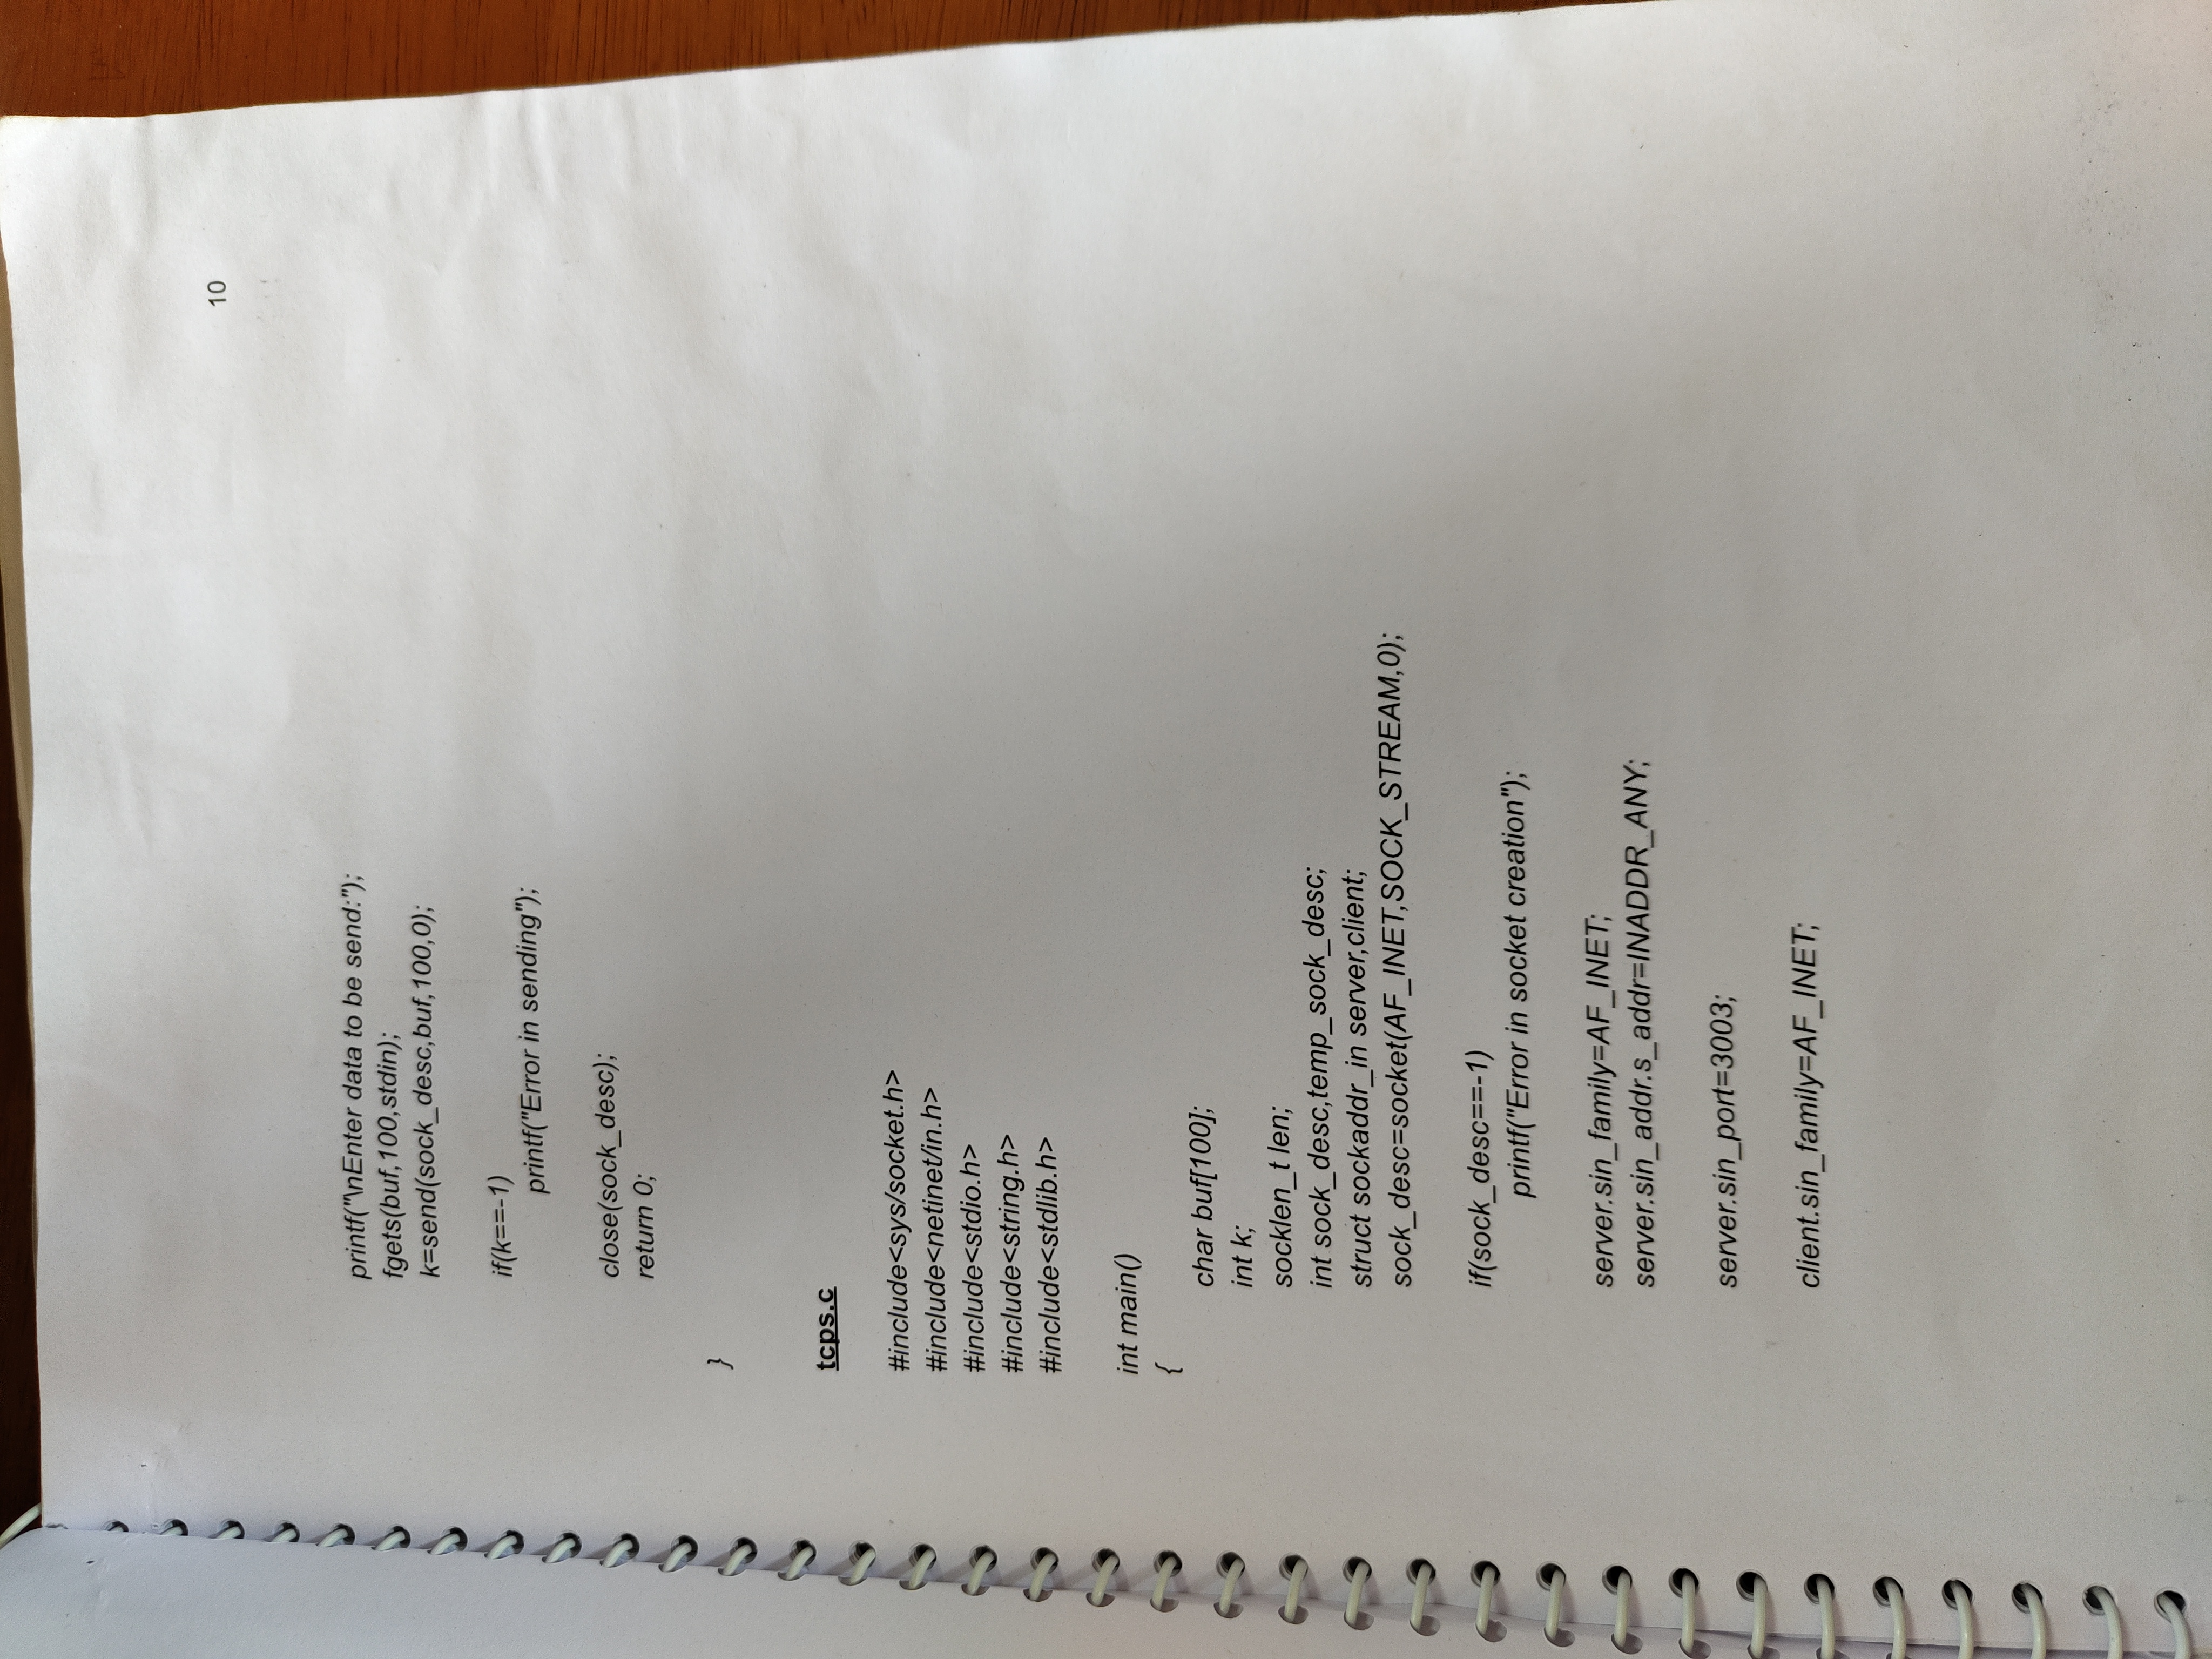 10
printf("\nEnter data to be send:");
fgets(buf,100,stdin);
k=send(sock_desc,buf,100,0);
if(k==-1)
printf("Error in sending");
close(sock_desc);
return 0;
}
tcps.c
#include<sys/socket.h>
#include<netinet/in.h>
#include<stdio.h>
#include<string.h>
#include<stdlib.h>
int main()
{
char buf[100];
int k;
socklen_t len;
int sock_desc,temp_sock_desc;
struct sockaddr_in server,client;
sock_desc=socket(AF_INET,SOCK_STREAM,0);
if(sock_desc==-1)
printf("Error in socket creation");
server.sin_family=AF_INET;
server.sin_addr.s_addr=INADDR_ANY;
server.sin_port=3003;
client.sin_family=AF_INET;